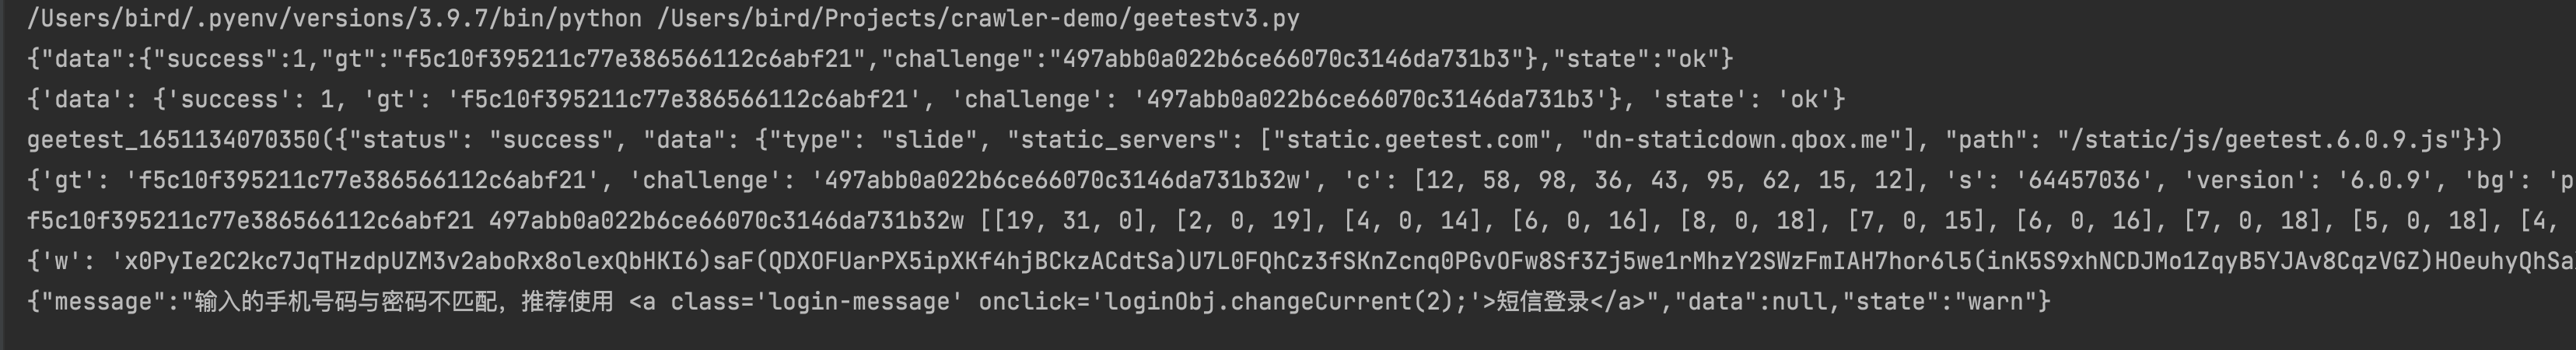 /Users/bird/.pyenv/versions/3.9.7/bin/python /Users/bird/Projects/crawler-demo/geetestv3.py
{"data":{"success":1,"gt":"f5c10f395211c77e386566112c6abf21","challenge":"497abb0a022b6ce66070c3146da731b3"},"state":"ok"}
{'data': {'success': 1, 'gt': 'f5c10f395211c77e386566112c6abf21', 'challenge': '497abb0a022b6ce66070c3146da731b3'}, 'state': 'ok'}
geetest_1651134070350({"status": "success", "data": {"type": "slide", "static_servers": ["static.geetest.com", "dn-staticdown.qbox.me"], "path": "/static/js/geetest.6.0.9.js"}})
{'gt': 'f5c10f395211c77e386566112c6abf21', 'challenge': '497abb0a022b6ce66070c3146da731b32w', 'c': [12, 58, 98, 36, 43, 95, 62, 15, 12], 's': '64457036', 'version': '6.0.9', 'bg': 'p
f5c10f395211c77e386566112c6abf21 497abb0a022b6ce66070c3146da731b32w [[19, 31, 0], [2, 0, 19], [4, 0, 14], [6, 0, 16], [8, 0, 18], [7, 0, 15], [6, 0, 16], [7, 0, 18], [5, 0, 18], [4,
{'w': 'x0PyIe2C2kc7JqTHzdpUZM3v2aboRx8olexQbHKI6)saF(QDXOFUarPX5ipXKf4hjBCkzACdtSa)U7L0FQhCz3fSKnZcnq0PGvOFw8Sf3Zj5we1rMhzY2SWzFmIAH7hor6l5(inK5S9xhNCDJMo1ZqyB5YJAv8CqzVGZ)HOeuhyQhSa
{"message":"输入的手机号码与密码不匹配，推荐使用 <a class='login-message' onclick='loginObj.changeCurrent(2);'>短信登录</a>","data":null,"state":"warn"}